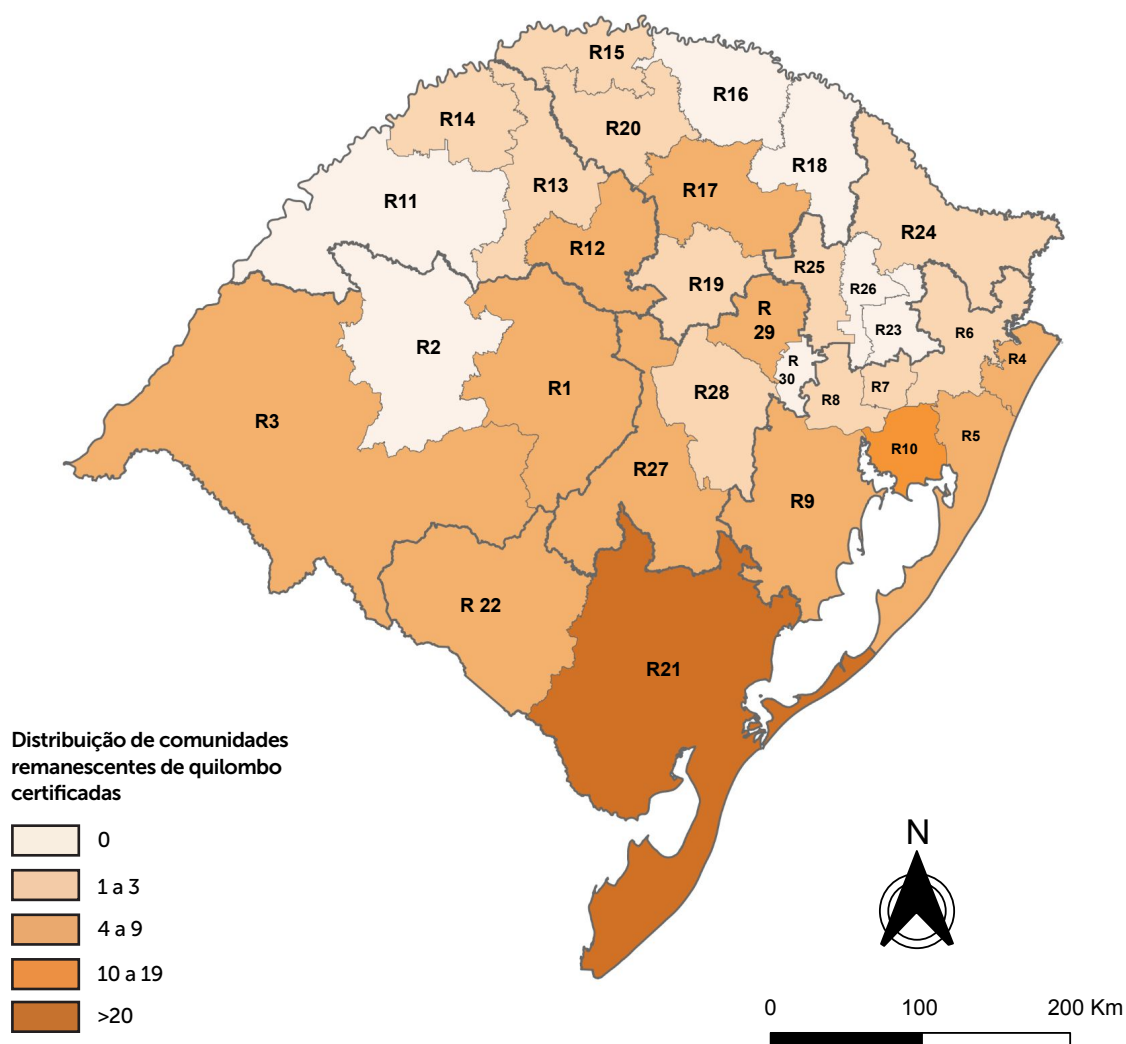 R15
R16
R14
R20
R18
R13
R17
R11
R24
R12
R25
R19
R26
R
29
R23
R6
R2
R4
R
30
R1
R28
R7
R8
R3
R5
R10
R27
R9
R 22
R21
Distribuição de comunidades
remanescentes de quilombo
certificadas
0
1 a 3
4 a 9
10 a 19
>20
N
0 100 200 Km